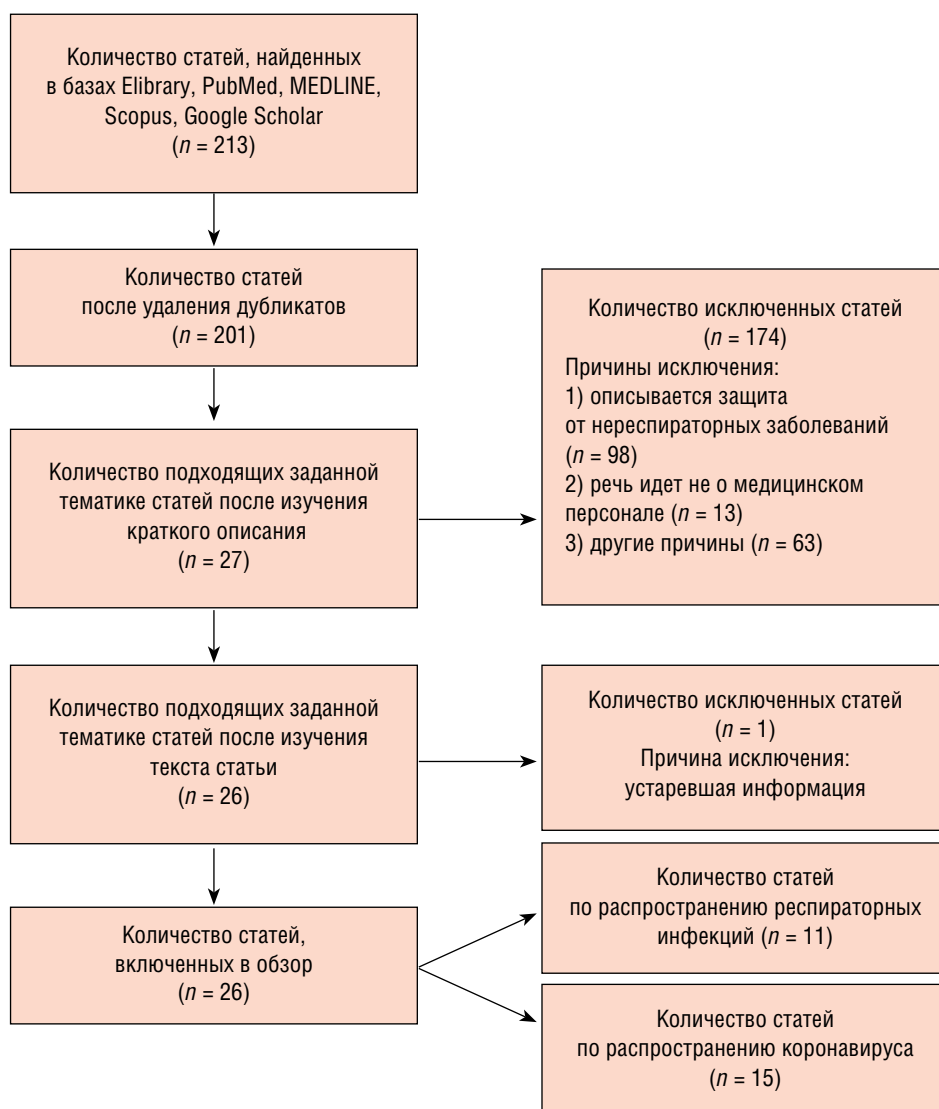 Количество статей, найденных
в базах Elibrary, PubMed, MEDLINE,
Scopus, Google Scholar
(n = 213)
Количество статей
после удаления дубликатов
(n = 201)
Количество подходящих заданной
тематике статей после изучения
краткого описания
(n = 27)
Количество исключенных статей
(n = 174)
Причины исключения:
1) описывается защита
от нереспираторных заболеваний
(n = 98)
2) речь идет не о медицинском
персонале (n = 13)
3) другие причины (n = 63)
Количество подходящих заданной
тематике статей после изучения
текста статьи
(n = 26)
Количество исключенных статей
(n = 1)
Причина исключения:
устаревшая информация
Количество статей,
включенных в обзор
(n = 26)
Количество статей
по распространению респираторных
инфекций (n = 11)
Количество статей
по распространению коронавируса
(n = 15)